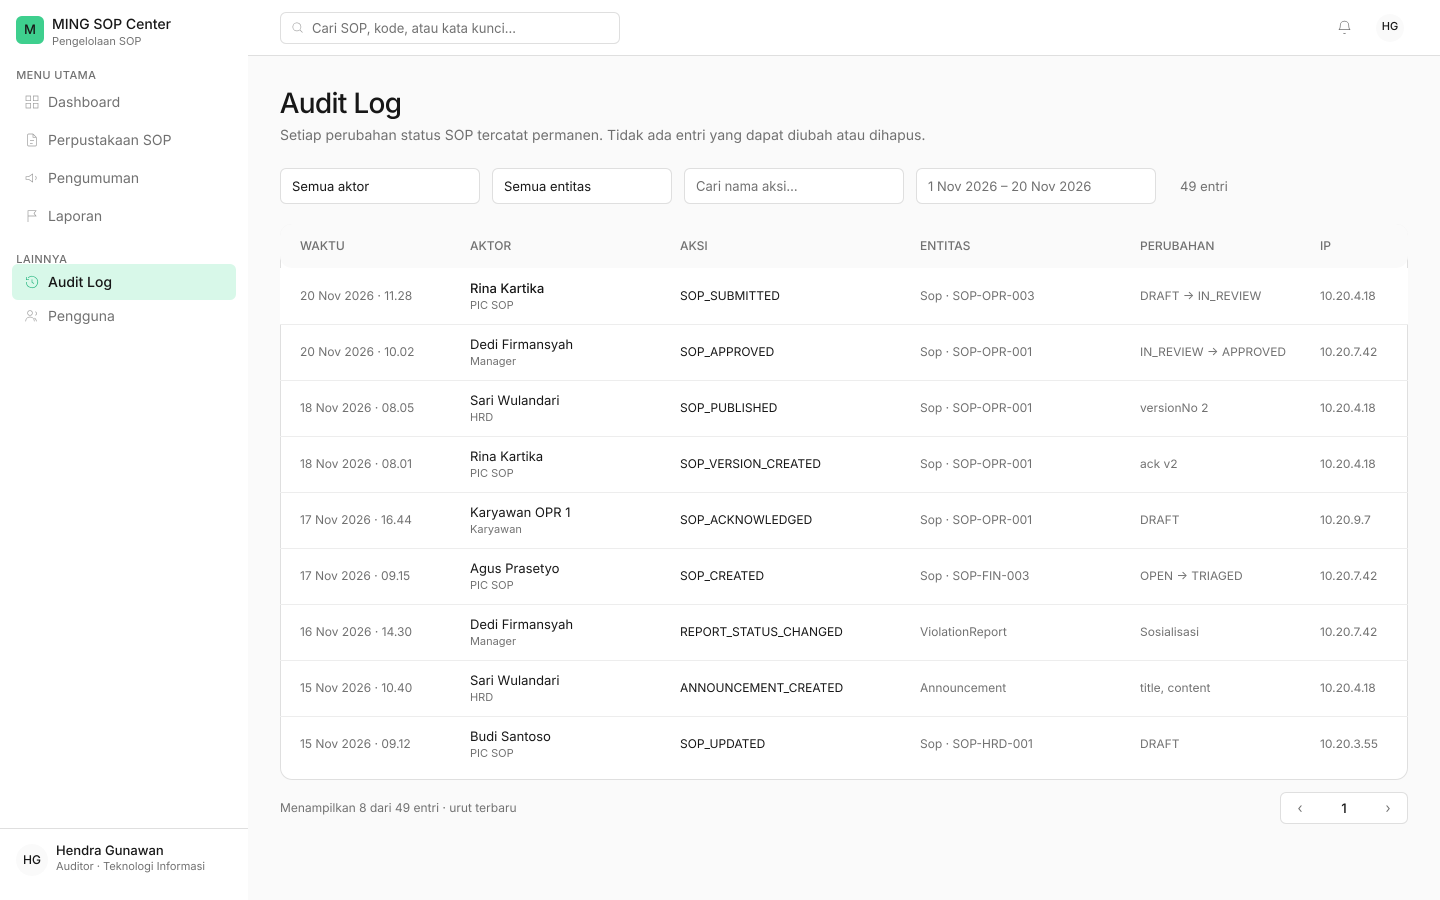 M
MING SOP Center
Pengelolaan SOP
MENU UTAMA
Dashboard
Perpustakaan SOP
Pengumuman
Laporan
LAINNYA
Audit Log
Pengguna
HG
Hendra Gunawan
Auditor · Teknologi Informasi
Cari SOP, kode, atau kata kunci...
HG
Audit Log
Setiap perubahan status SOP tercatat permanen. Tidak ada entri yang dapat diubah atau dihapus.
Semua aktor
Semua entitas
Cari nama aksi...
1 Nov 2026 – 20 Nov 2026
49 entri
WAKTU AKTOR AKSI ENTITAS PERUBAHAN IP
20 Nov 2026 · 11.28 Rina Kartika SOP_SUBMITTED Sop · SOP-OPR-003 DRAFT → IN_REVIEW 10.20.4.18
PIC SOP
20 Nov 2026 · 10.02 Dedi Firmansyah SOP_APPROVED Sop · SOP-OPR-001 IN_REVIEW → APPROVED 10.20.7.42
Manager
18 Nov 2026 · 08.05 Sari Wulandari SOP_PUBLISHED Sop · SOP-OPR-001 versionNo 2 10.20.4.18
HRD
18 Nov 2026 · 08.01 Rina Kartika SOP_VERSION_CREATED Sop · SOP-OPR-001 ack v2 10.20.4.18
PIC SOP
17 Nov 2026 · 16.44 Karyawan OPR 1 SOP_ACKNOWLEDGED Sop · SOP-OPR-001 DRAFT 10.20.9.7
Karyawan
17 Nov 2026 · 09.15 Agus Prasetyo SOP_CREATED Sop · SOP-FIN-003 OPEN → TRIAGED 10.20.7.42
PIC SOP
16 Nov 2026 · 14.30 Dedi Firmansyah REPORT_STATUS_CHANGED ViolationReport Sosialisasi 10.20.7.42
Manager
15 Nov 2026 · 10.40 Sari Wulandari ANNOUNCEMENT_CREATED Announcement title, content 10.20.4.18
HRD
15 Nov 2026 · 09.12 Budi Santoso SOP_UPDATED Sop · SOP-HRD-001 DRAFT 10.20.3.55
PIC SOP
Menampilkan 8 dari 49 entri · urut terbaru
‹ 1 ›